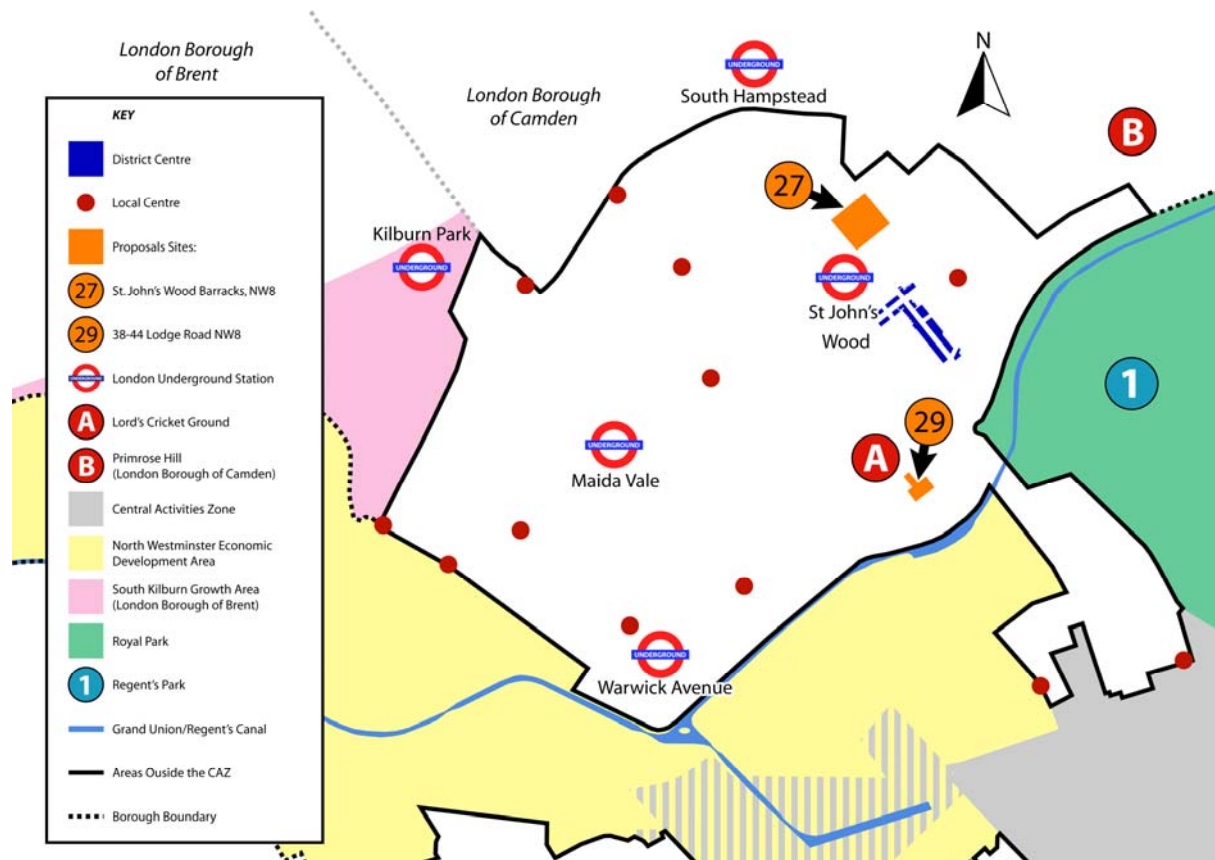 London Borough
of Brent
KEY
District Centre
Local Centre
Proposals Sites:
27
St. John's Wood Barracks, NW8
29
38-44 Lodge Road NW8
UNDERGROUND
London Underground Station
A
Lord's Cricket Ground
B
Primrose Hill
(London Borough of Camden)
Central Activities Zone
North Westminster Economic
Development Area
South Kilburn Growth Area
(London Borough of Brent)
Royal Park
1
Regent's Park
Grand Union/Regent's Canal
Areas Ouside the CAZ
Borough Boundary
London Borough
of Camden
UNDERGROUND
South Hampstead
N
B
27
Kilburn Park
UNDERGROUND
UNDERGROUND
St John's
Wood
1
29
A
UNDERGROUND
Maida Vale
UNDERGROUND
Warwick Avenue